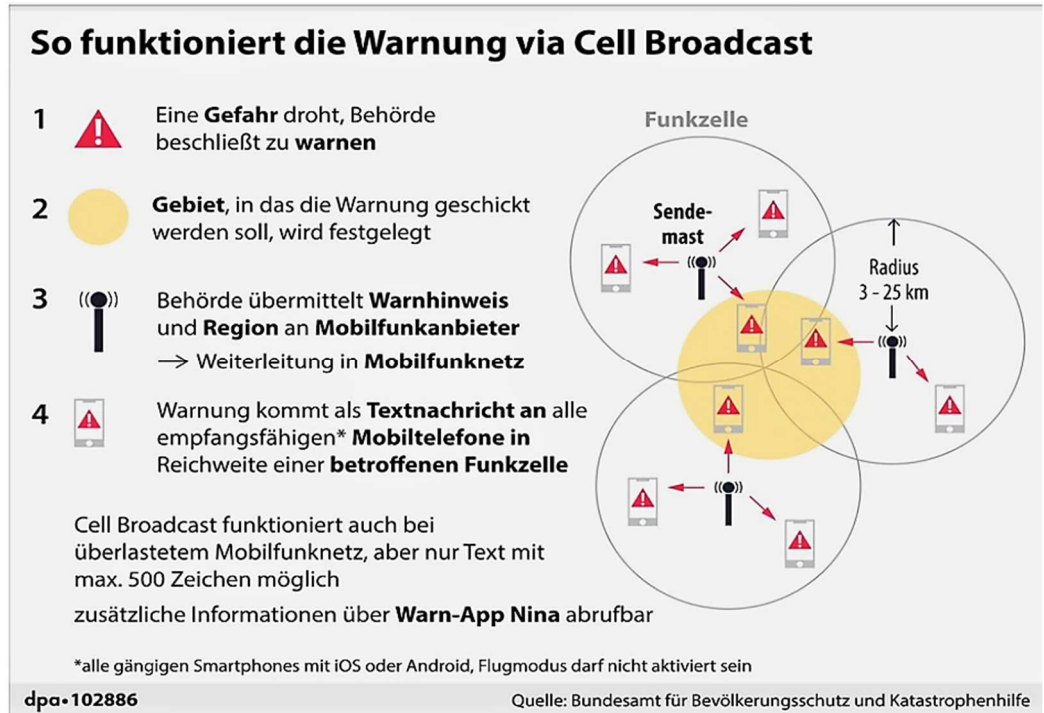 So funktioniert die Warnung via Cell Broadcast
1
Eine Gefahr droht, Behörde
beschließt zu warnen
2
Gebiet, in das die Warnung geschickt
werden soll, wird festgelegt
3
Behörde übermittelt Warnhinweis
und Region an Mobilfunkanbieter
→ Weiterleitung in Mobilfunknetz
4
Warnung kommt als Textnachricht an alle
empfangsfähigen* Mobiltelefone in
Reichweite einer betroffenen Funkzelle
Funkzelle
Sende-
mast
Radius
3 – 25 km
Cell Broadcast funktioniert auch bei
überlastetem Mobilfunknetz, aber nur Text mit
max. 500 Zeichen möglich
zusätzliche Informationen über Warn-App Nina abrufbar
*alle gängigen Smartphones mit iOS oder Android, Flugmodus darf nicht aktiviert sein
dpa•102886
Quelle: Bundesamt für Bevölkerungsschutz und Katastrophenhilfe